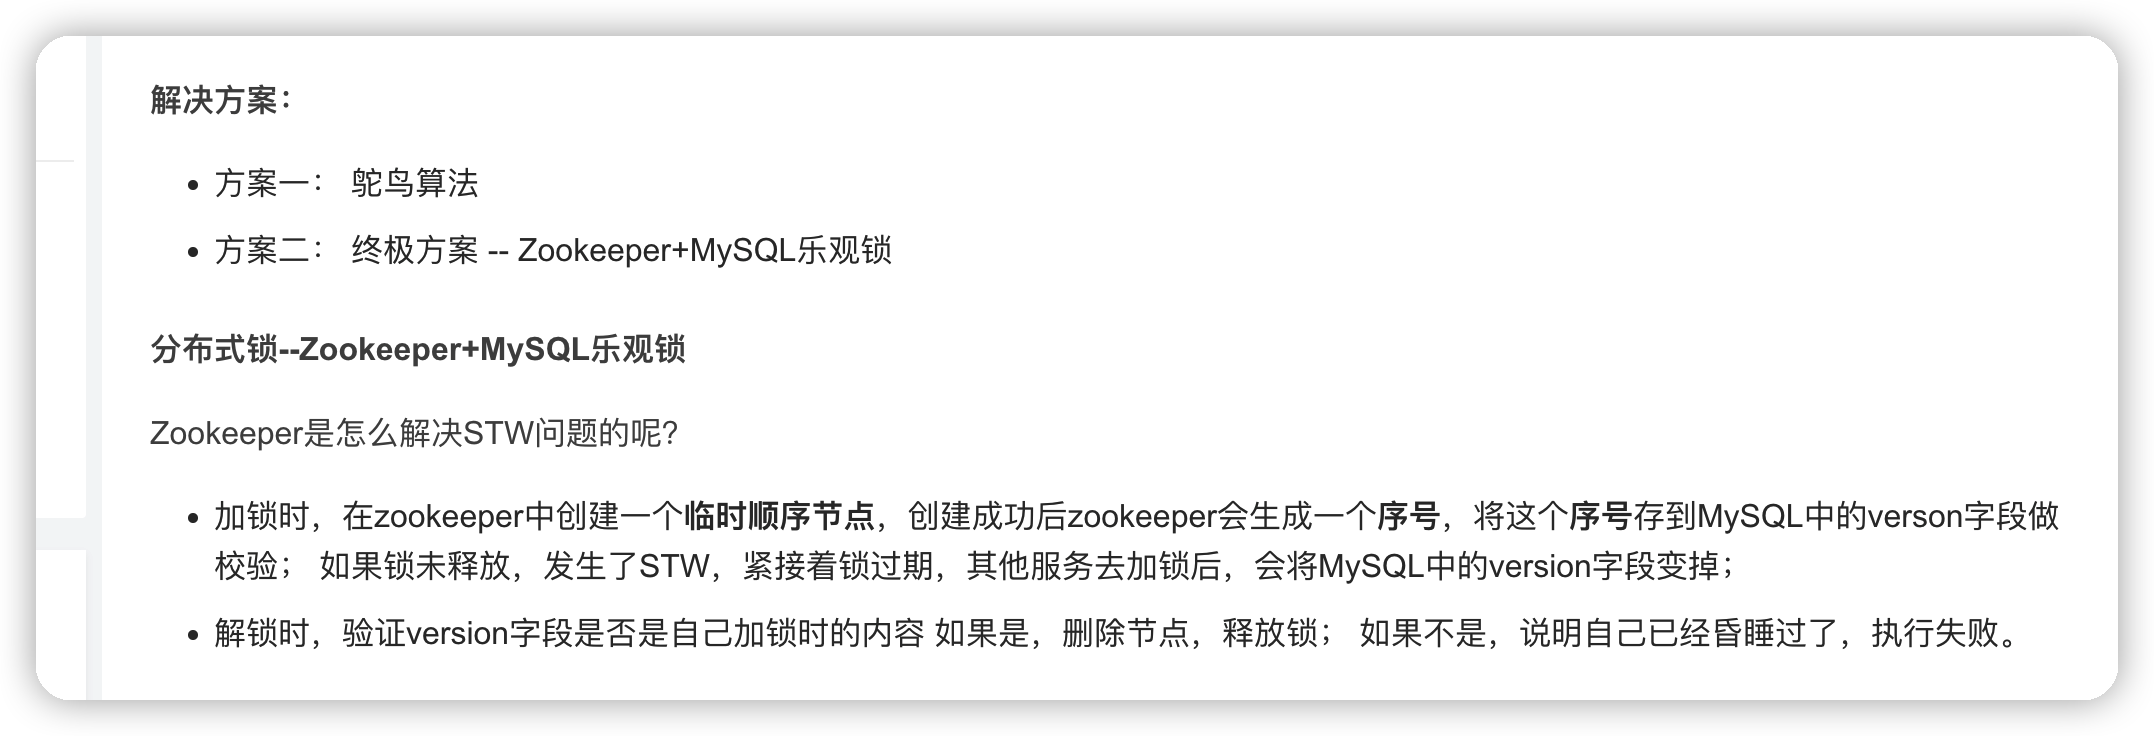 解决方案：
方案一： 鸵鸟算法
方案二： 终极方案 -- Zookeeper+MySQL乐观锁
分布式锁--Zookeeper+MySQL乐观锁
Zookeeper是怎么解决STW问题的呢？
加锁时，在zookeeper中创建一个临时顺序节点，创建成功后zookeeper会生成一个序号，将这个序号存到MySQL中的verson字段做
校验； 如果锁未释放，发生了STW，紧接着锁过期，其他服务去加锁后，会将MySQL中的version字段变掉；
解锁时，验证version字段是否是自己加锁时的内容 如果是，删除节点，释放锁； 如果不是，说明自己已经昏睡过了，执行失败。